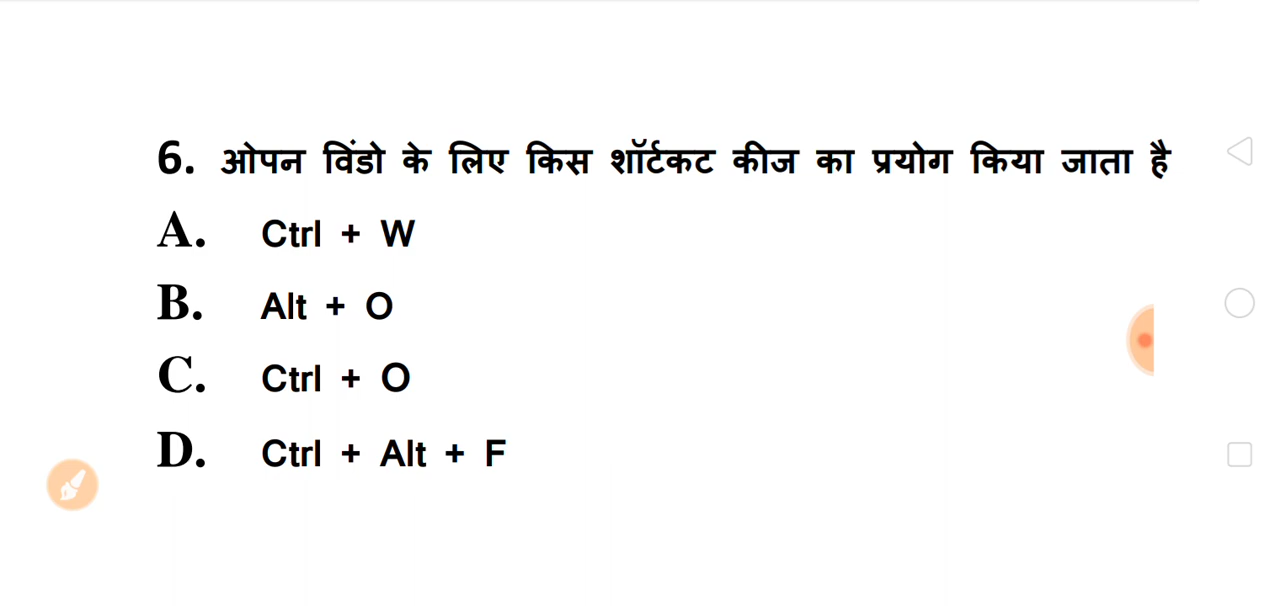 6. ओपन विंडो के लिए किस शॉर्टकट कीज का प्रयोग किया जाता है
A. Ctrl + W
B. Alt + O
C. Ctrl + O
D. Ctrl + Alt + F